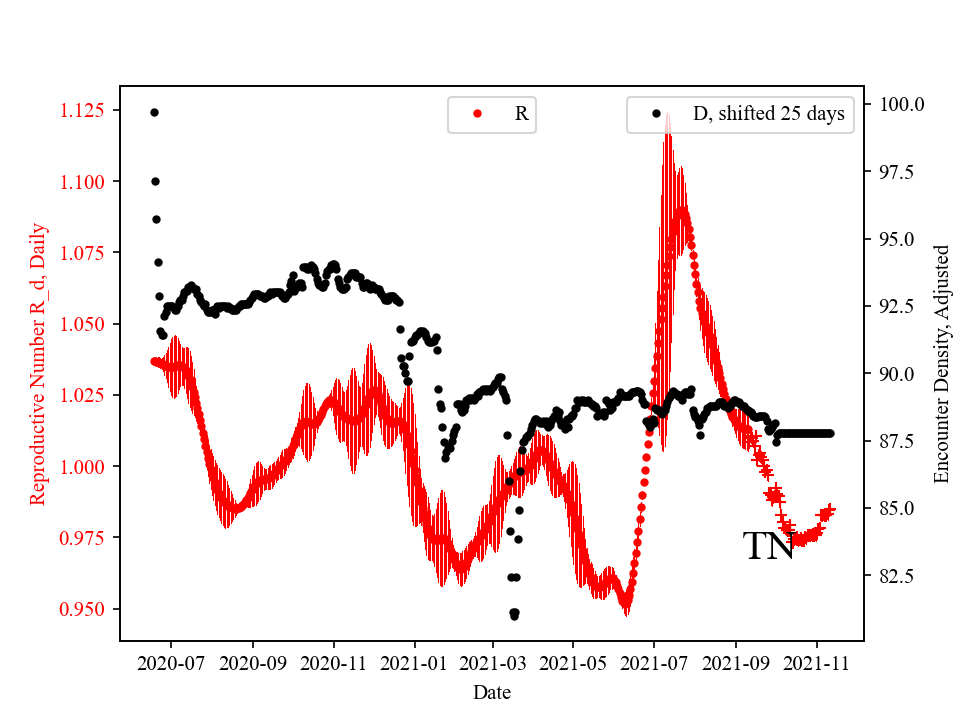 R
D, shifted 25 days
1.125
1.100
1.075
1.050
1.025
1.000
0.975
0.950
Reproductive Number R_d, Daily
100.0
97.5
95.0
92.5
90.0
87.5
85.0
82.5
Encounter Density, Adjusted
TN
2020-07 2020-09 2020-11 2021-01 2021-03 2021-05 2021-07 2021-09 2021-11
Date